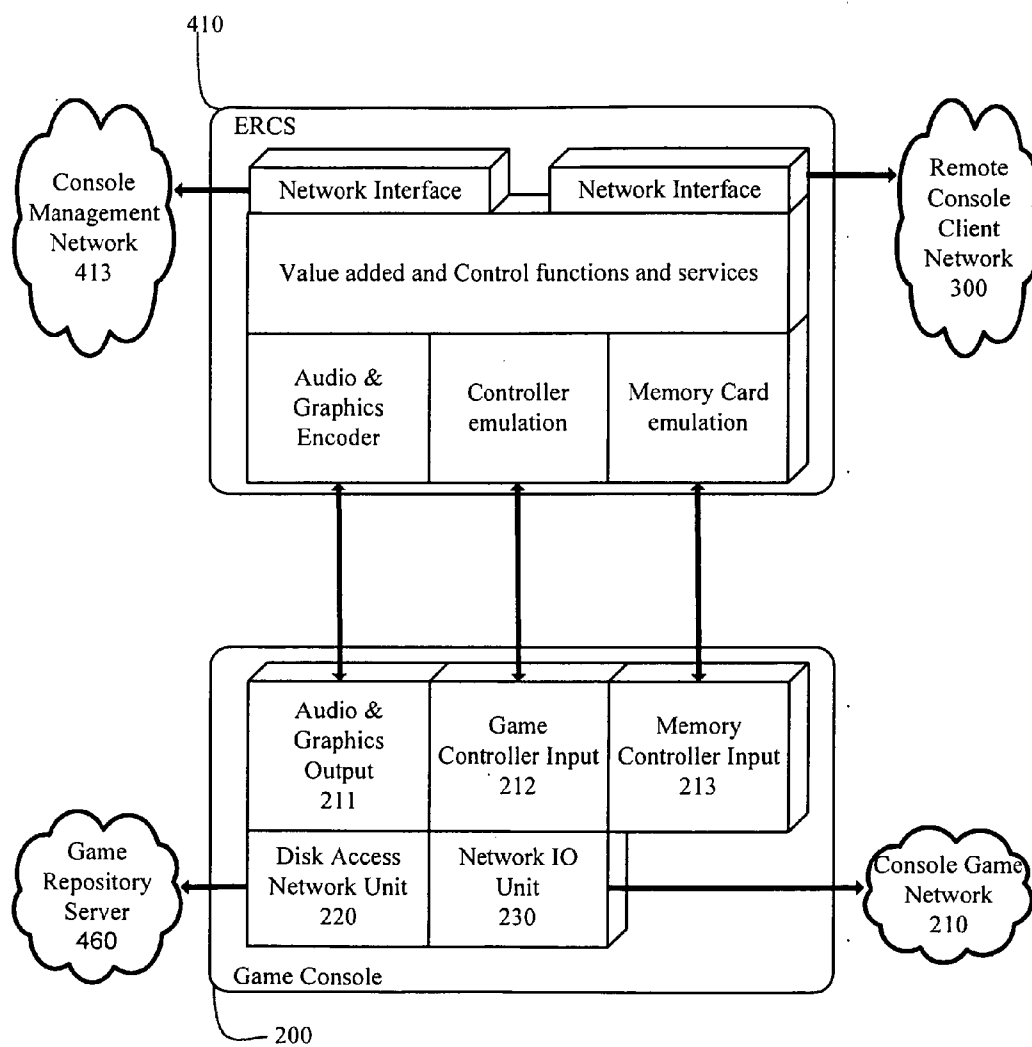 410
ERCS
Console
Management
Network
413
Network Interface
Network Interface
Remote
Console
Client
Network
300
Value added and Control functions and services
Audio &
Graphics
Encoder
Controller
emulation
Memory Card
emulation
Audio &
Graphics
Output
211
Game
Controller Input
212
Memory
Controller Input
213
Game
Repository
Server
460
Disk Access
Network Unit
220
Network IO
Unit
230
Console Game
Network
210
Game Console
200